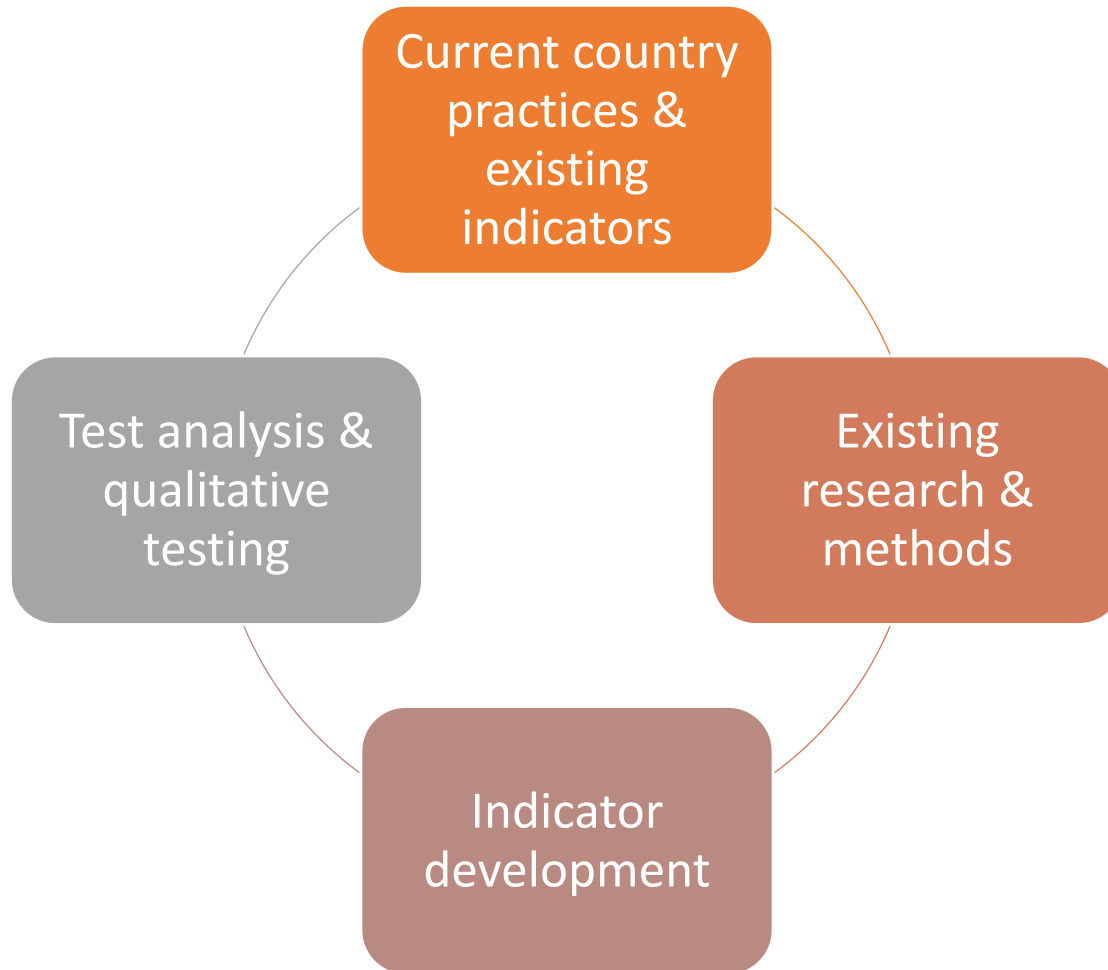 Current country
practices &
existing
indicators
Existing
research &
methods
Indicator
development
Test analysis &
qualitative
testing